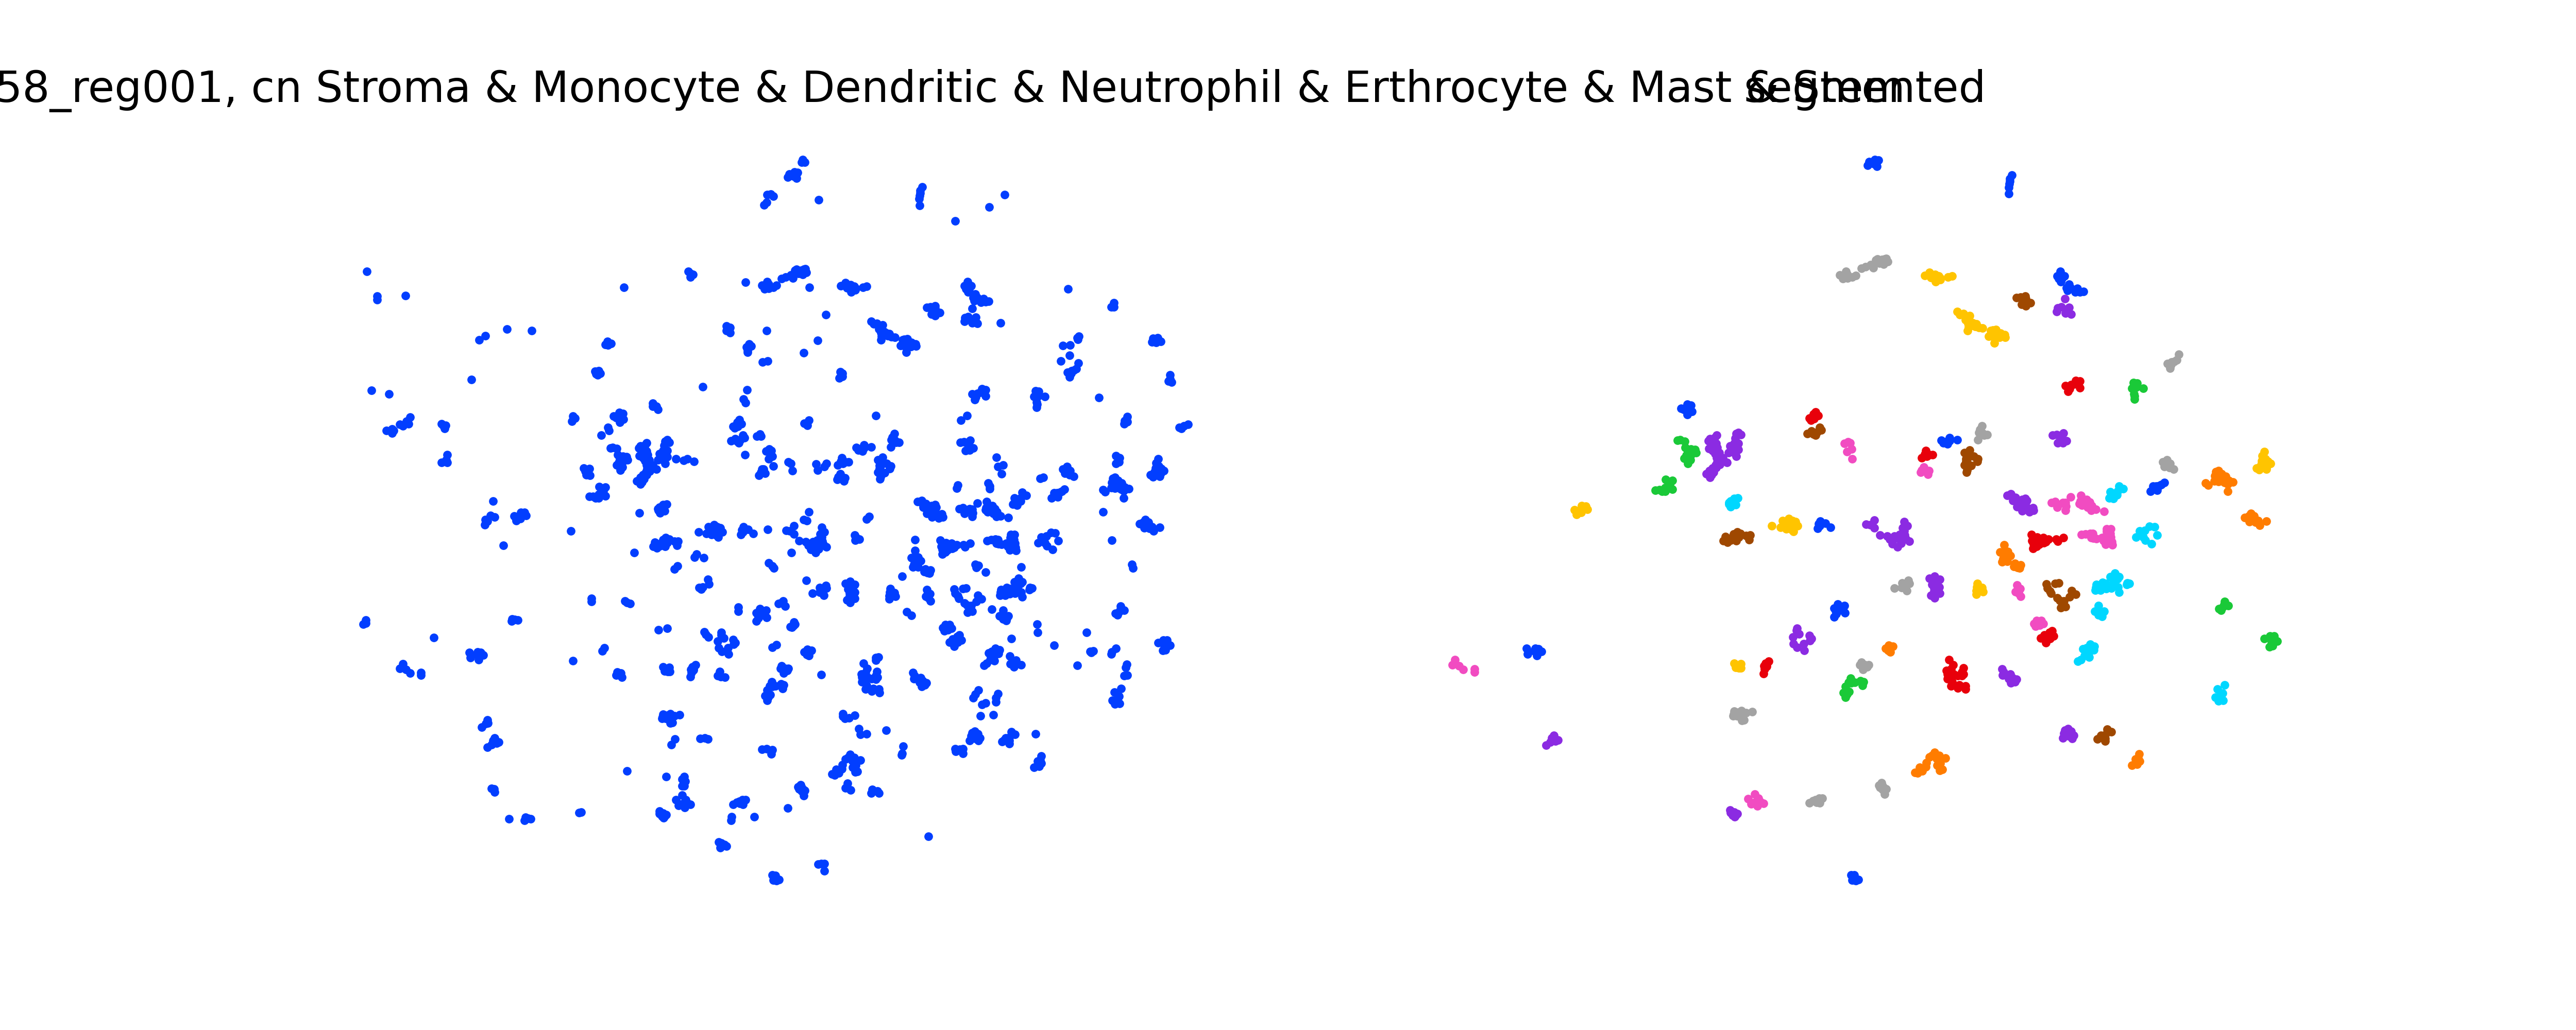 58_reg001, cn Stroma & Monocyte & Dendritic & Neutrophil & Erthrocyte & Mast & Stem
segmented